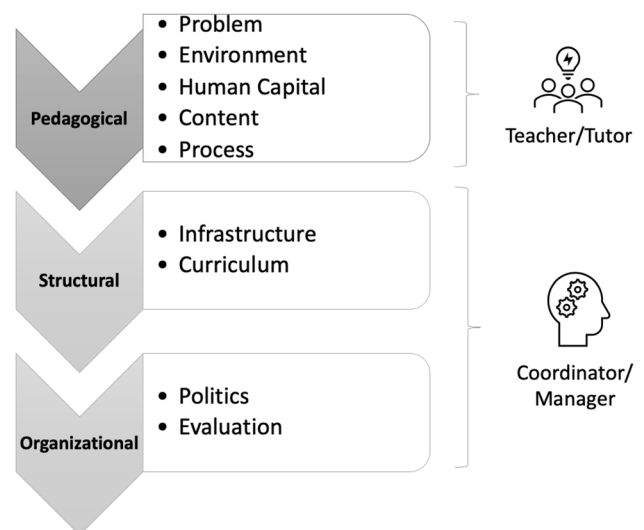 Pedagogical
• Problem
• Environment
• Human Capital
• Content
• Process
Teacher/Tutor
Structural
• Infrastructure
• Curriculum
Coordinator/
Manager
Organizational
• Politics
• Evaluation